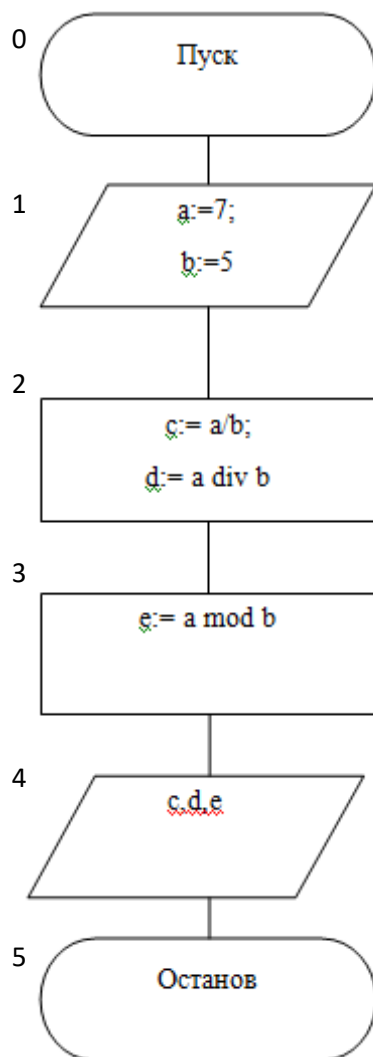 0
Пуск
1
a:=7;
b:=5
2
c:= a/b;
d:= a div b
3
e:= a mod b
4
c,d,e
5
Останов